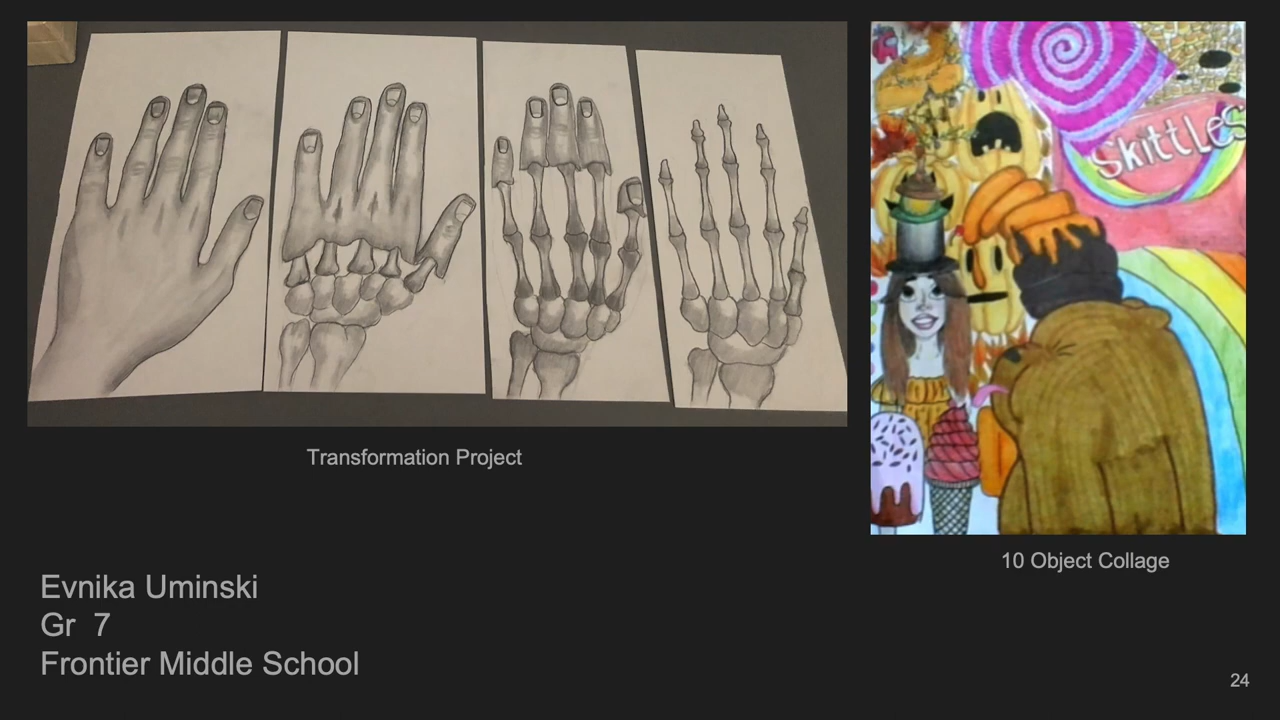 Skittles
Transformation Project
10 Object Collage
Evnika Uminski
Gr 7
Frontier Middle School
24